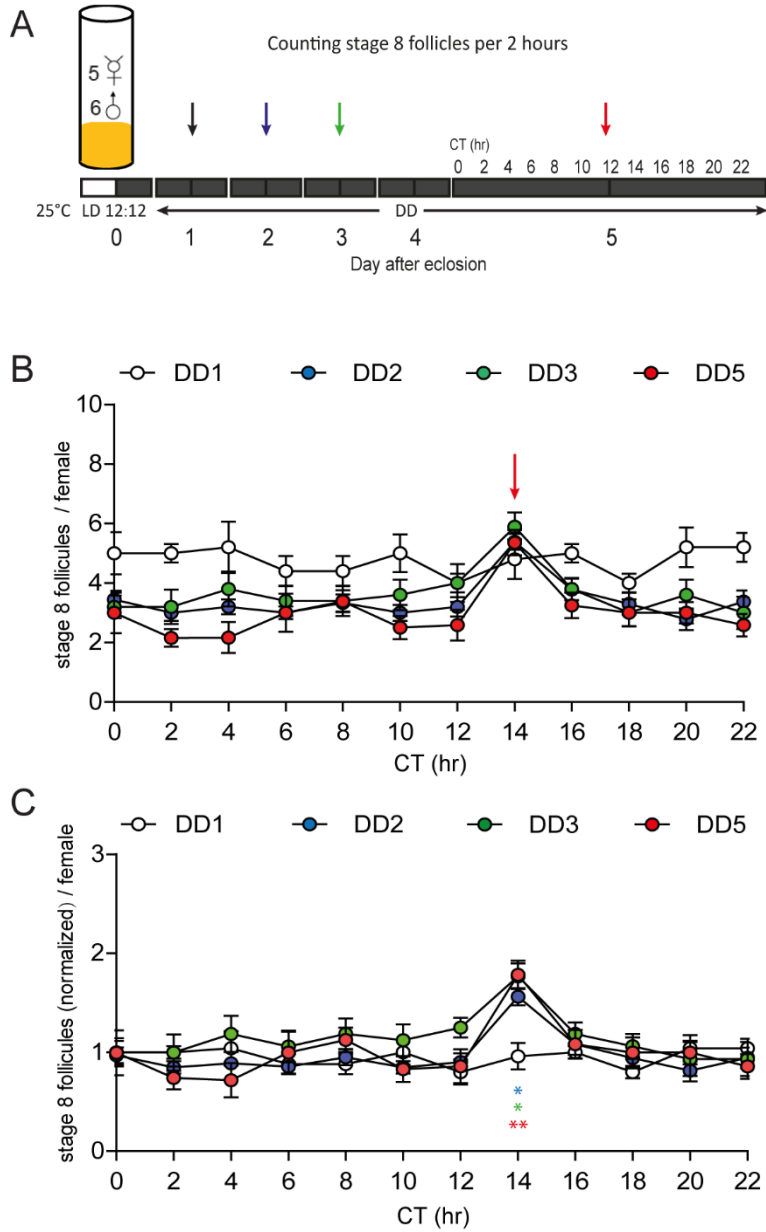 A
Counting stage 8 follicles per 2 hours
5 ☿
6 ♂
CT (hr)
0 2 4 6 8 10 12 14 16 18 20 22
25°C LD 12:12 DD
0 1 2 3 4 5
Day after eclosion
B
DD1 DD2 DD3 DD5
stage 8 follicules / female
10
8
6
4
2
0
0 2 4 6 8 10 12 14 16 18 20 22
CT (hr)
C
DD1 DD2 DD3 DD5
stage 8 follicules (normalized) / female
3
2
1
0
*
*
**
0 2 4 6 8 10 12 14 16 18 20 22
CT (hr)